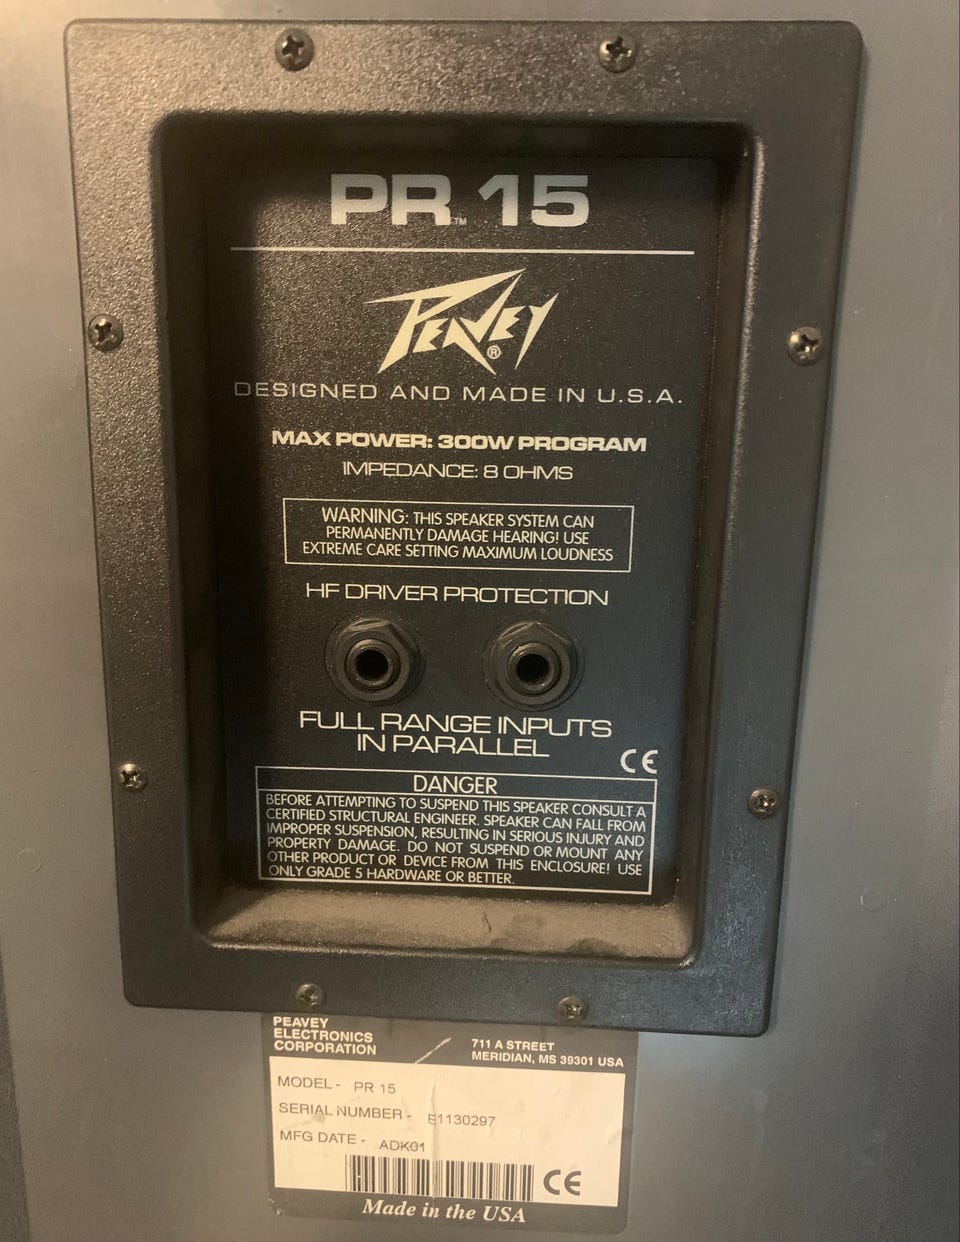 PR™ 15
PEAVEY®
DESIGNED AND MADE IN U.S.A.
MAX POWER: 300W PROGRAM
IMPEDANCE: 8 OHMS
WARNING: THIS SPEAKER SYSTEM CAN
PERMANENTLY DAMAGE HEARING! USE
EXTREME CARE SETTING MAXIMUM LOUDNESS
HF DRIVER PROTECTION
FULL RANGE INPUTS
IN PARALLEL
CE
DANGER
BEFORE ATTEMPTING TO SUSPEND THIS SPEAKER CONSULT A
CERTIFIED STRUCTURAL ENGINEER. SPEAKER CAN FALL FROM
IMPROPER SUSPENSION, RESULTING IN SERIOUS INJURY AND
PROPERTY DAMAGE. DO NOT SUSPEND OR MOUNT ANY
OTHER PRODUCT OR DEVICE FROM THIS ENCLOSURE! USE
ONLY GRADE 5 HARDWARE OR BETTER.
PEAVEY
ELECTRONICS
CORPORATION
711 A STREET
MERIDIAN, MS 39301 USA
MODEL - PR 15
SERIAL NUMBER - E1130297
MFG DATE - ADK01
CE
Made in the USA